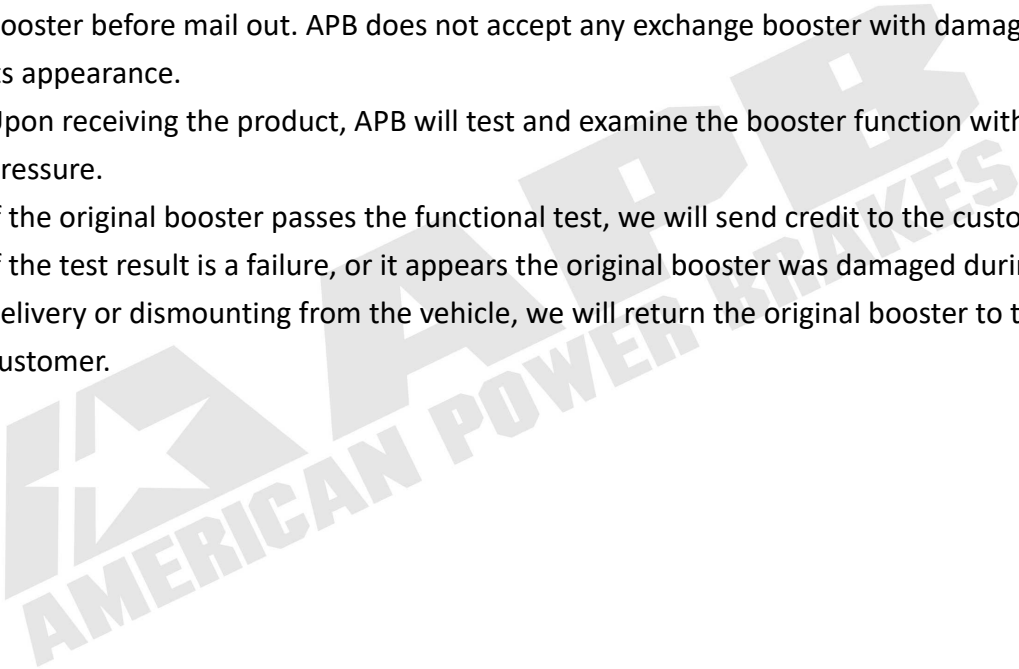 ooster before mail out. APB does not accept any exchange booster with damag
ts appearance.
Upon receiving the product, APB will test and examine the booster function with
ressure.
f the original booster passes the functional test, we will send credit to the custo
f the test result is a failure, or it appears the original booster was damaged duri
elivery or dismounting from the vehicle, we will return the original booster to t
ustomer.
APB
AMERICAN POWER BRAKES